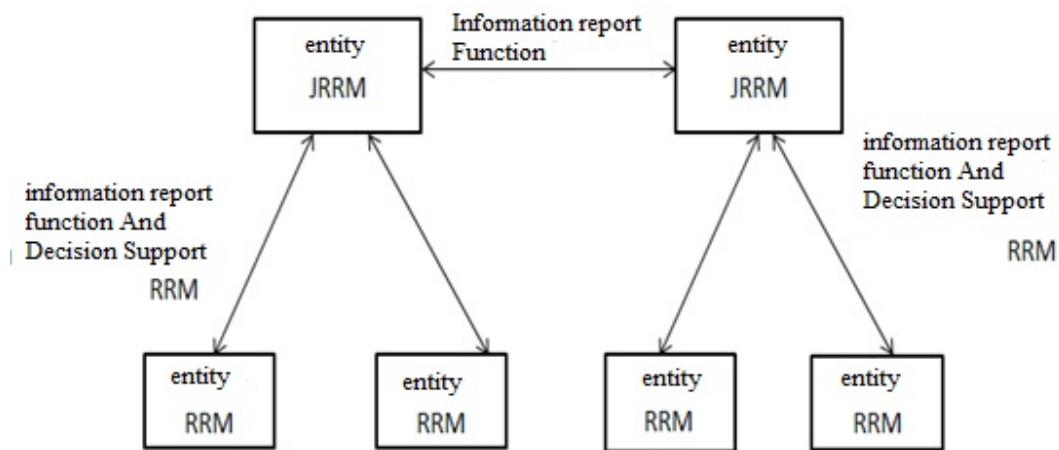 entity
JRRM
Information report
Function
entity
JRRM
information report
function And
Decision Support
RRM
information report
function And
Decision Support
RRM
entity
RRM
entity
RRM
entity
RRM
entity
RRM